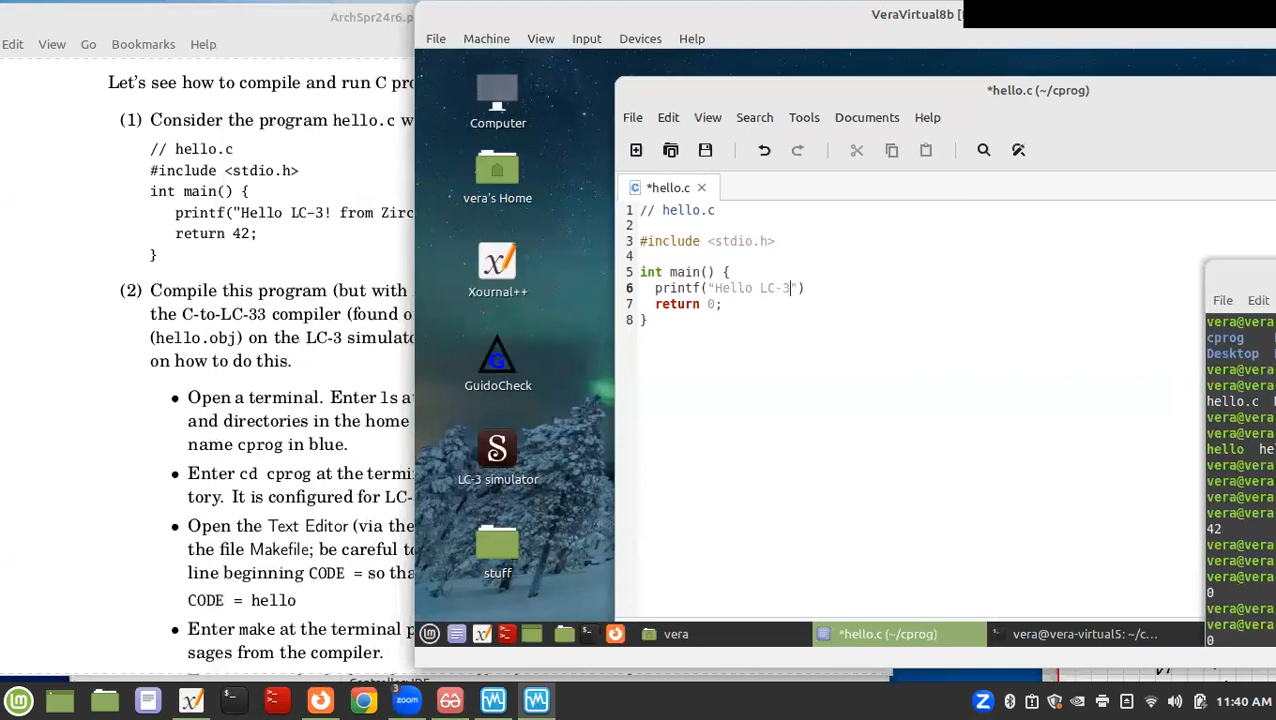 ArchSpr24r6.p
Edit View Go Bookmarks Help
Let's see how to compile and run C pro
(1) Consider the program hello.c w
// hello.c
#include <stdio.h>
int main() {
printf("Hello LC-3! from Zirc
return 42;
}
(2) Compile this program (but with
the C-to-LC-33 compiler (found o
(hello.obj) on the LC-3 simulato
on how to do this.
• Open a terminal. Enter ls a
and directories in the home
name cprog in blue.
• Enter cd cprog at the termi
tory. It is configured for LC-
• Open the Text Editor (via the
the file Makefile; be careful to
line beginning CODE = so tha
CODE = hello
• Enter make at the terminal p
sages from the compiler.
VeraVirtual8b [
File Machine View Input Devices Help
Computer
vera's Home
Xournal++
GuidoCheck
LC-3 simulator
stuff
*hello.c (~/cprog)
File Edit View Search Tools Documents Help
*hello.c
1 // hello.c
2
3 #include <stdio.h>
4
5 int main() {
6 printf("Hello LC-3")
7 return 0;
8 }
File Edi
vera@vera
cprog
Desktop
vera@vera
vera@vera
hello.c
vera@vera
vera@vera
hello he
vera@vera
vera@vera
vera@vera
vera@vera
42
vera@vera
vera@vera
vera@vera
0
vera@vera
vera@vera
0
vera
*hello.c (~/cprog)
vera@vera-virtual5: ~/c...
3
zoom
11:40 AM